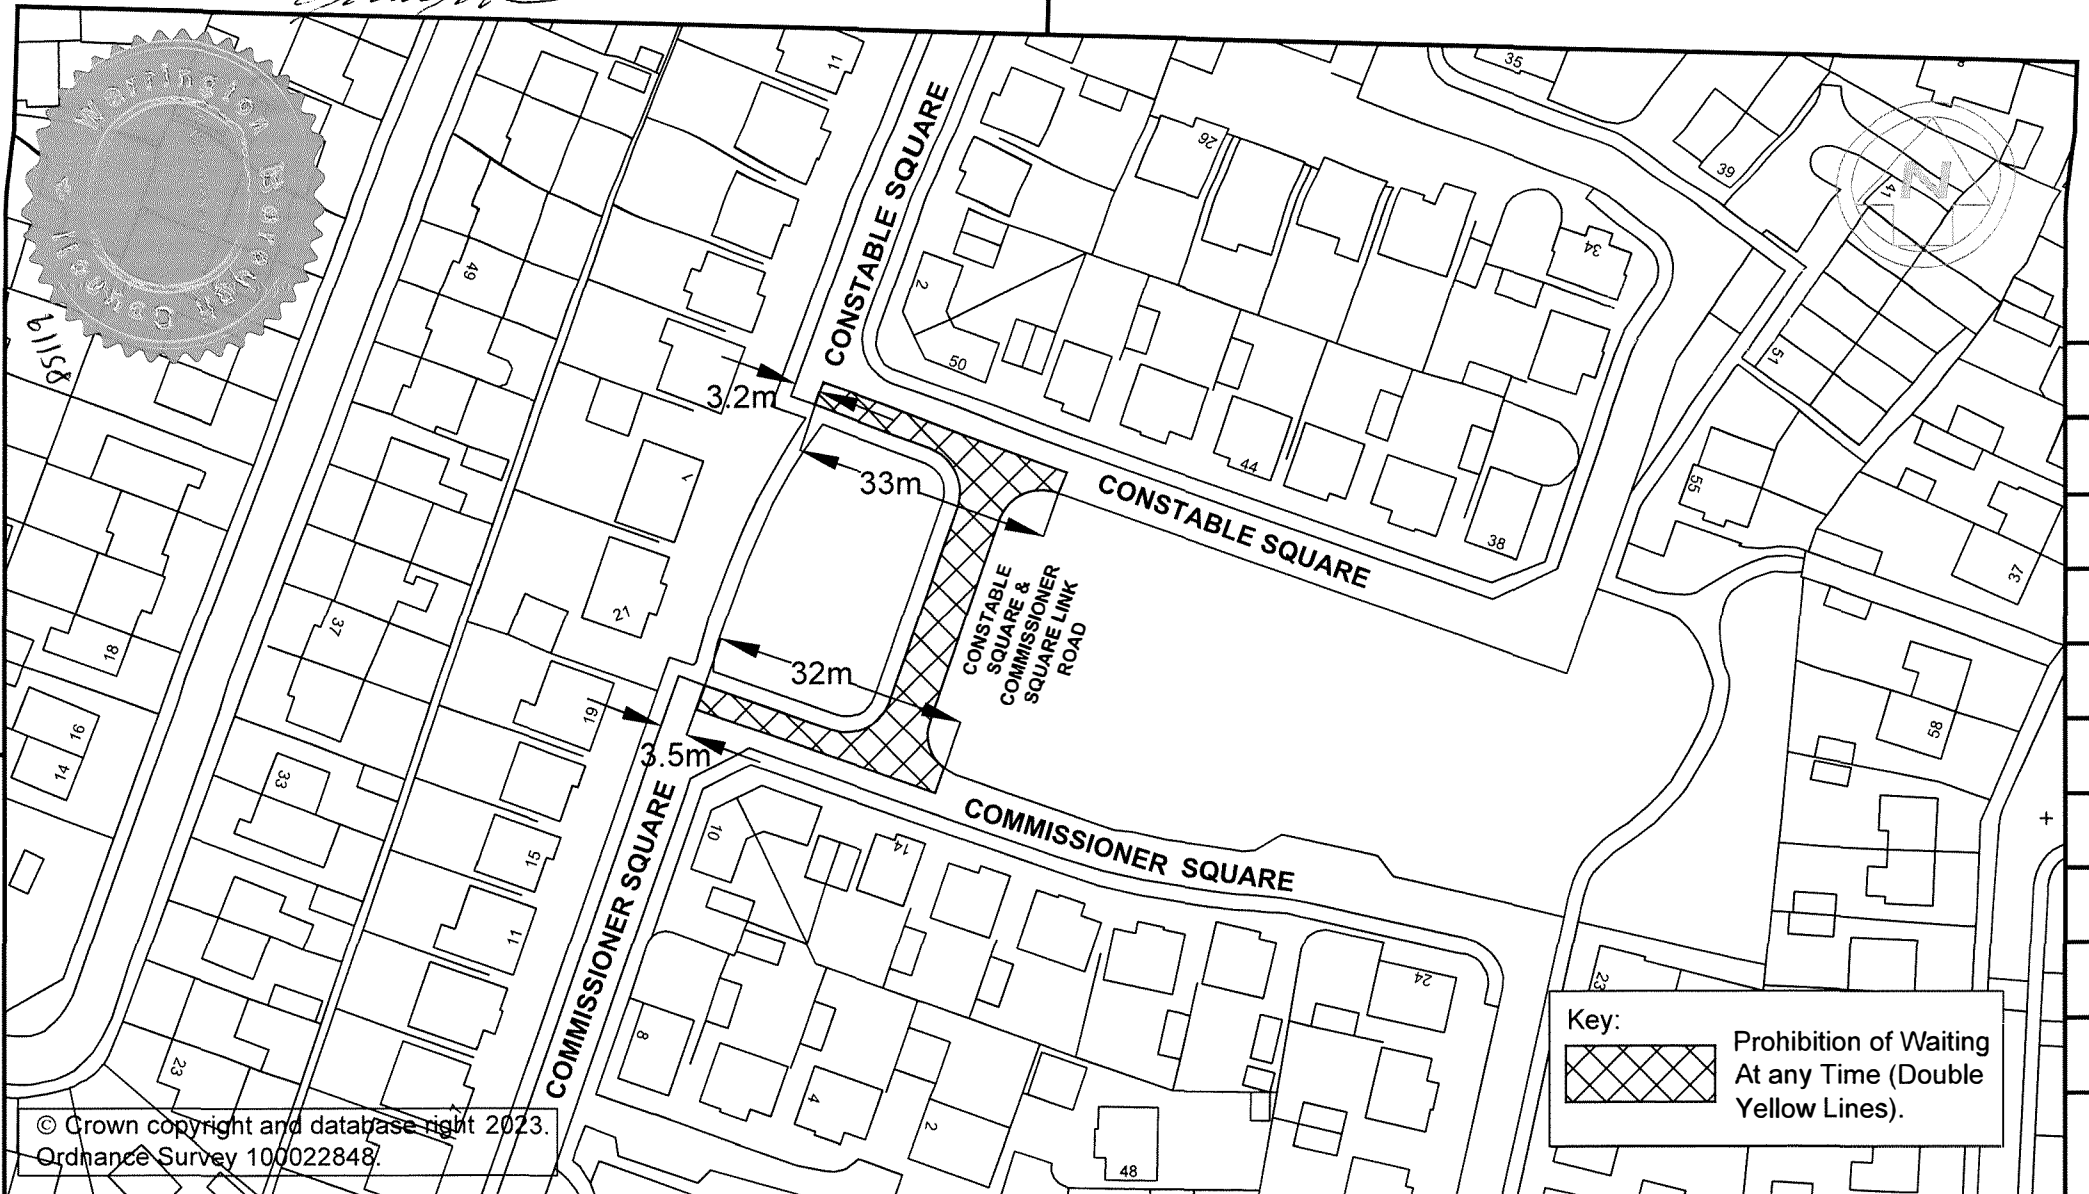 Warrington Borough Council
85119
CONSTABLE SQUARE
3.2m
33m
CONSTABLE SQUARE
CONSTABLE
SQUARE &
COMMISSIONER
SQUARE LINK
ROAD
32m
3.5m
COMMISSIONER SQUARE
COMMISSIONER SQUARE
N
11
26
35
39
41
34
2
50
49
51
44
38
55
37
21
37
18
16
14
19
33
58
10
14
15
11
24
23
8
4
2
23
48
Key:
Prohibition of Waiting
At any Time (Double
Yellow Lines).
© Crown copyright and database right 2023.
Ordnance Survey 100022848.